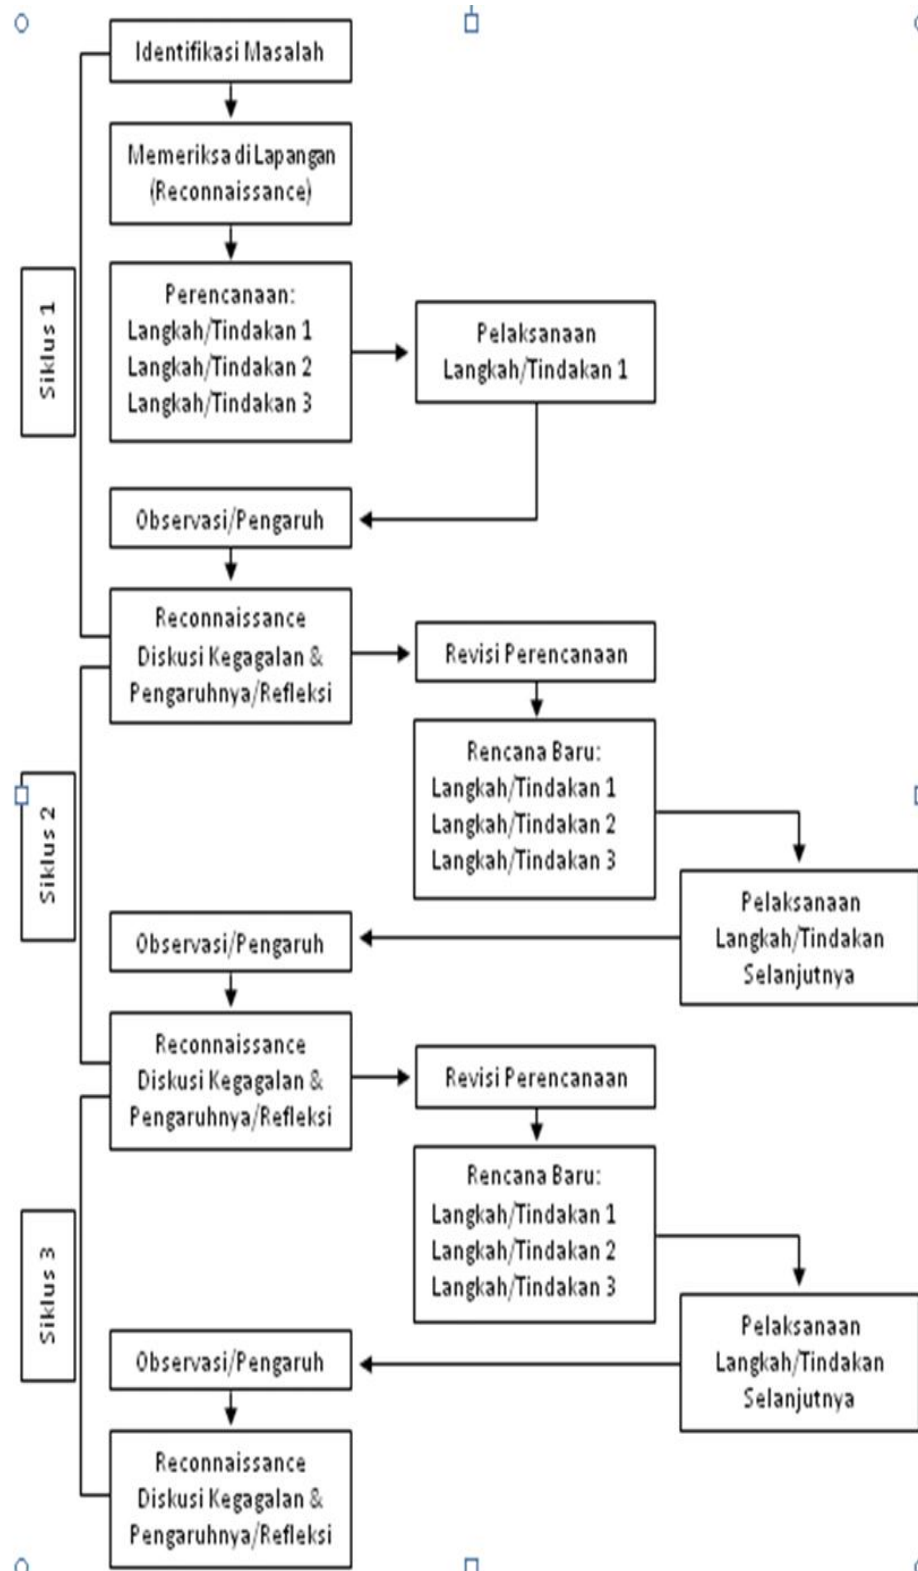 Identifikasi Masalah
Memeriksa di Lapangan
(Reconnaissance)
Siklus 1
Perencanaan:
Langkah/Tindakan 1
Langkah/Tindakan 2
Langkah/Tindakan 3
Pelaksanaan
Langkah/Tindakan 1
Observasi/Pengaruh
Reconnaissance
Diskusi Kegagalan &
Pengaruhnya/Refleksi
Revisi Perencanaan
Siklus 2
Rencana Baru:
Langkah/Tindakan 1
Langkah/Tindakan 2
Langkah/Tindakan 3
Pelaksanaan
Langkah/Tindakan
Selanjutnya
Observasi/Pengaruh
Reconnaissance
Diskusi Kegagalan &
Pengaruhnya/Refleksi
Revisi Perencanaan
Siklus 3
Rencana Baru:
Langkah/Tindakan 1
Langkah/Tindakan 2
Langkah/Tindakan 3
Pelaksanaan
Langkah/Tindakan
Selanjutnya
Observasi/Pengaruh
Reconnaissance
Diskusi Kegagalan &
Pengaruhnya/Refleksi